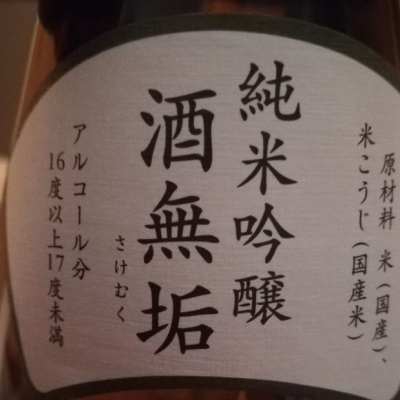 原材料 米(国産)、
米こうじ(国産米)
純米吟醸
酒無垢
さけむく
アルコール分
16度以上17度未満